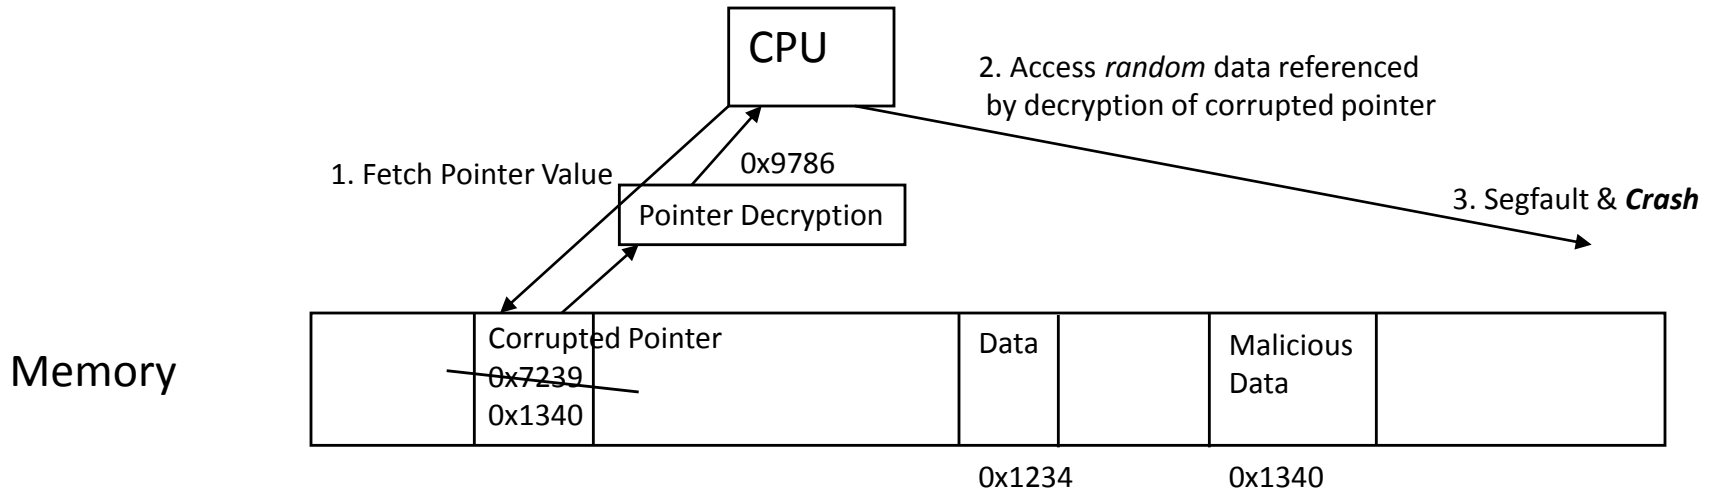 CPU
2. Access random data referenced
by decryption of corrupted pointer
1. Fetch Pointer Value
0x9786
Pointer Decryption
3. Segfault & Crash
Memory
Corrupted Pointer
0x7239
0x1340
Data
Malicious
Data
0x1234
0x1340